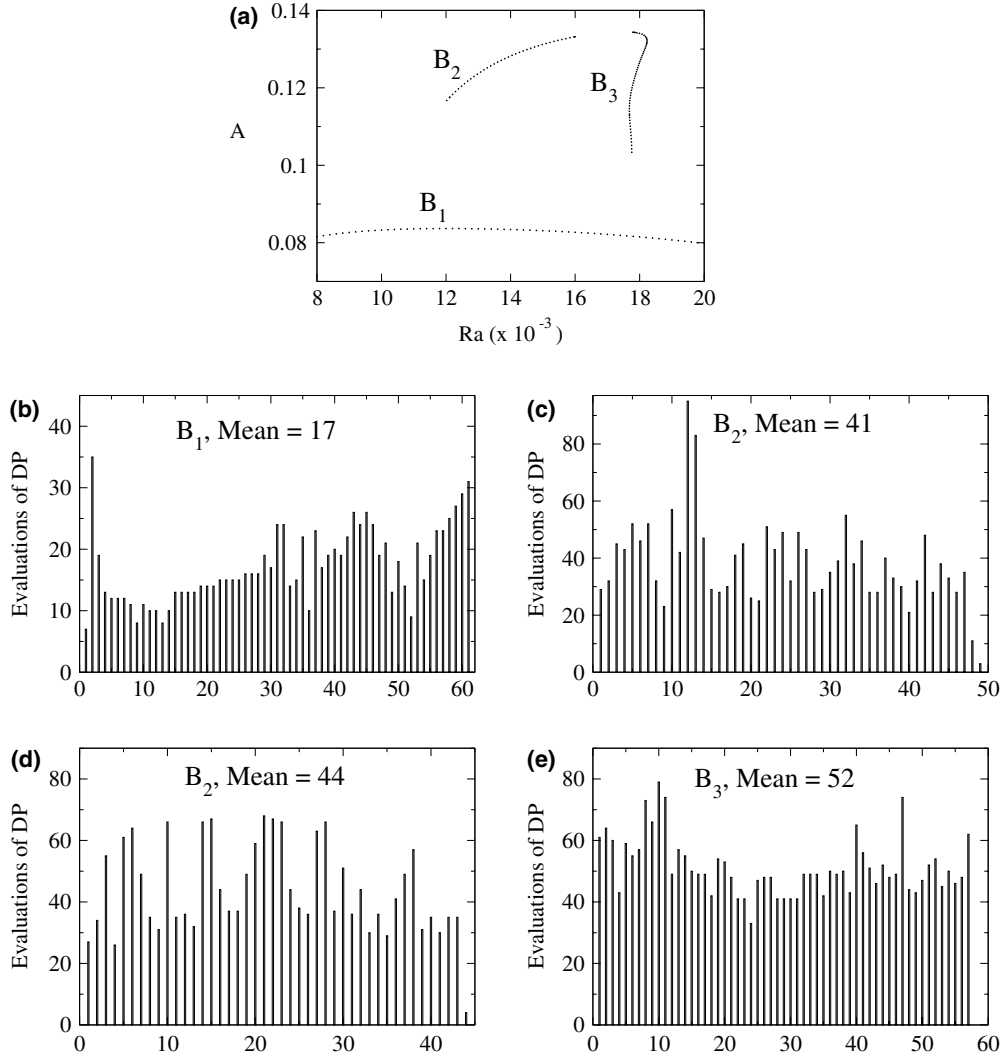 (a)
0.14
0.12
0.1
0.08
A
B2
B3
B1
8 10 12 14 16 18 20
Ra (x 10^-3 )
(b)
B1, Mean = 17
Evaluations of DP
40
30
20
10
0
0 10 20 30 40 50 60
(c)
B2, Mean = 41
Evaluations of DP
80
60
40
20
0
0 10 20 30 40 50
(d)
B2, Mean = 44
Evaluations of DP
80
60
40
20
0
0 10 20 30 40
(e)
B3, Mean = 52
Evaluations of DP
80
60
40
20
0
0 10 20 30 40 50 60